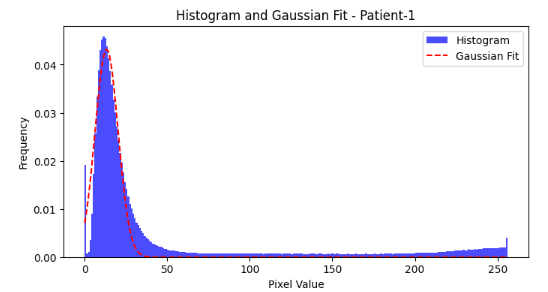 Histogram and Gaussian Fit - Patient-1
Histogram
Gaussian Fit
Frequency
0.04
0.03
0.02
0.01
0.00
0
50
100
150
200
250
Pixel Value